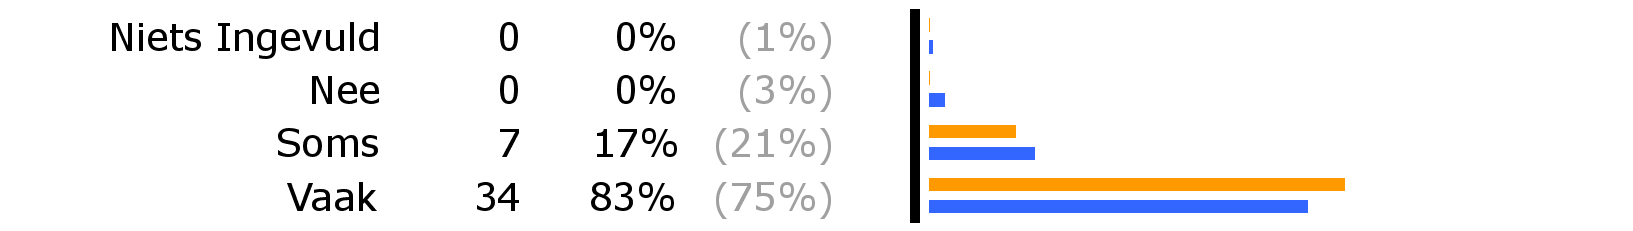 Niets Ingevuld 0 0% (1%)
Nee 0 0% (3%)
Soms 7 17% (21%)
Vaak 34 83% (75%)